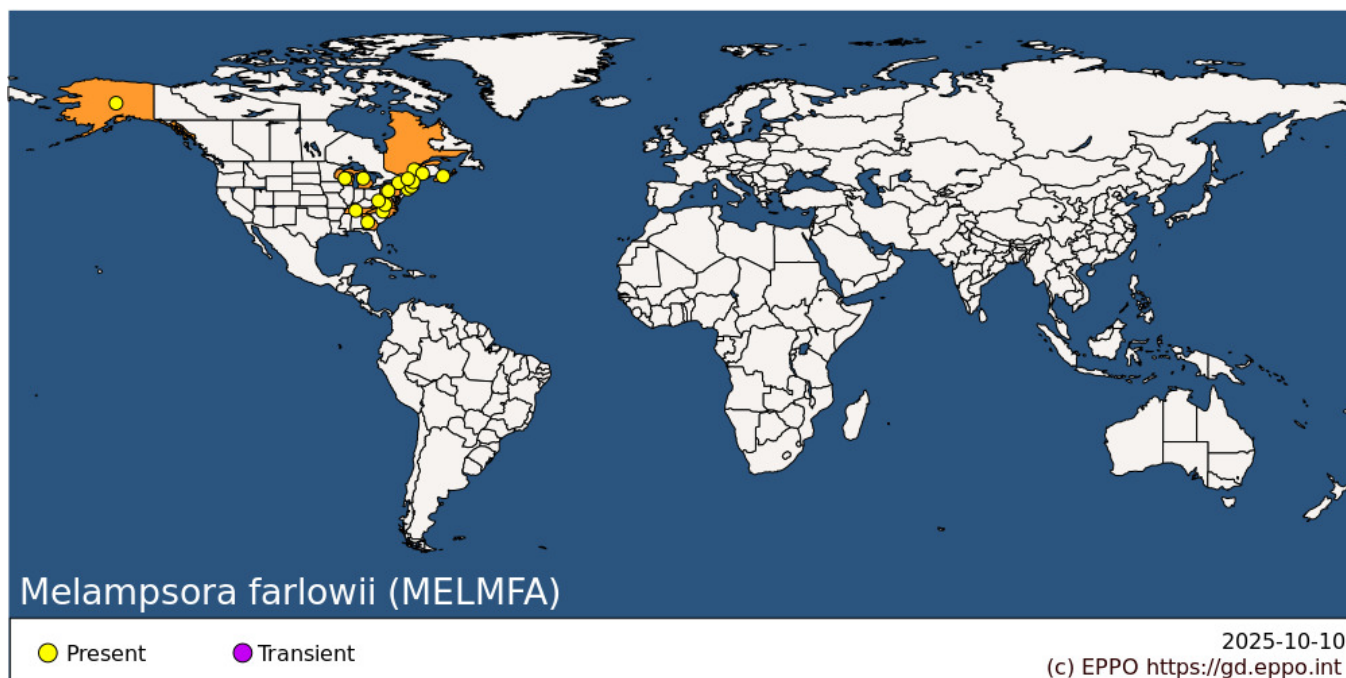 Melampsora farlowii (MELMFA)
Present
Transient
2025-10-10
(c) EPPO https://gd.eppo.int